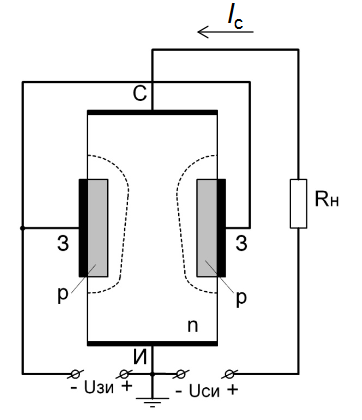 Iс
С
Rн
З З
p p
n
И
- Uзи + - Uси +